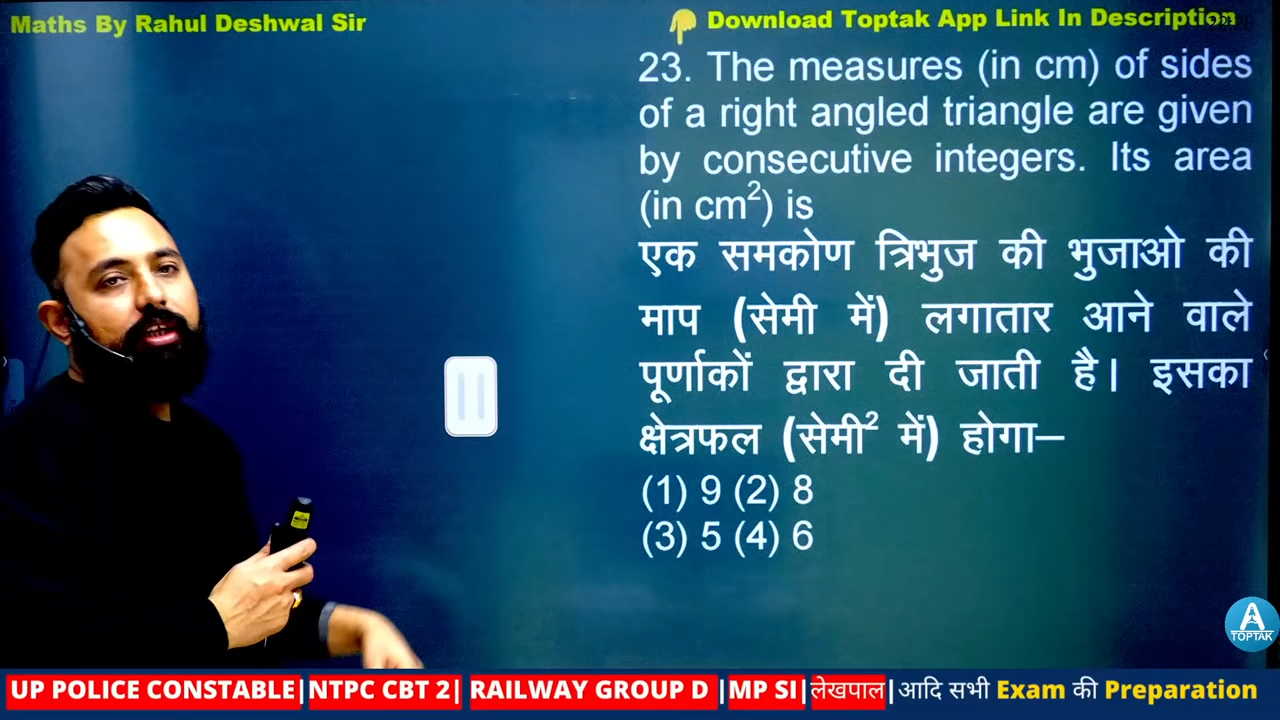 Maths By Rahul Deshwal Sir
Download Toptak App Link In Description
23. The measures (in cm) of sides
of a right angled triangle are given
by consecutive integers. Its area
(in cm²) is
एक समकोण त्रिभुज की भुजाओ की
माप (सेमी में) लगातार आने वाले
पूर्णाकों द्वारा दी जाती है। इसका
क्षेत्रफल (सेमी² में) होगा–
(1) 9 (2) 8
(3) 5 (4) 6
A
TOPTAK
UP POLICE CONSTABLE| NTPC CBT 2| RAILWAY GROUP D |MP SI|लेखपाल|आदि सभी Exam की Preparation